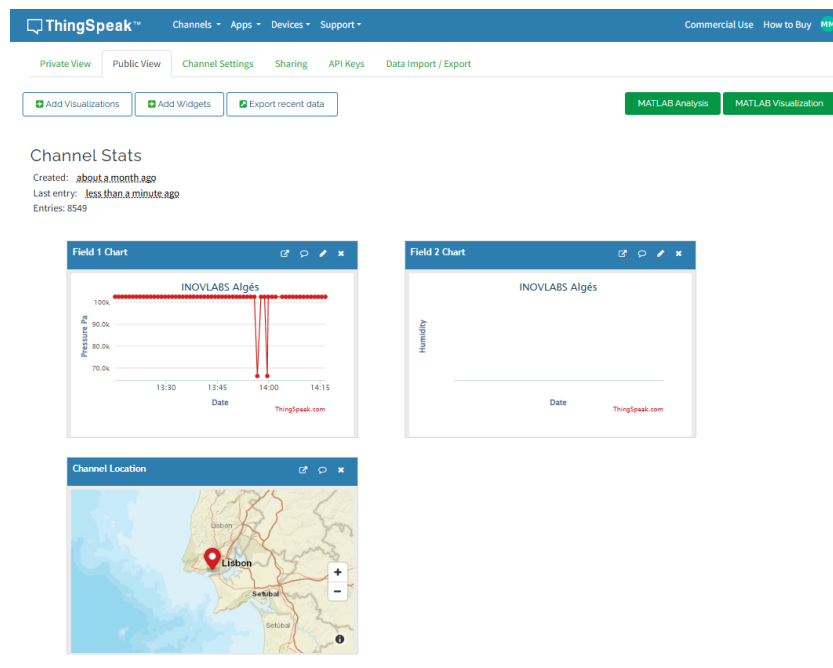 ThingSpeak™ Channels Apps Devices Support Commercial Use How to Buy MM
Private View Public View Channel Settings Sharing API Keys Data Import / Export
Add Visualizations Add Widgets Export recent data MATLAB Analysis MATLAB Visualization
Channel Stats
Created: about a month ago
Last entry: less than a minute ago
Entries: 8549
Field 1 Chart
INOVLABS Algés
Pressure Pa
100k
90.0k
80.0k
70.0k
13:30 13:45 14:00 14:15
Date
ThingSpeak.com
Field 2 Chart
INOVLABS Algés
Humidity
Date
ThingSpeak.com
Channel Location
Lisbon
Lisbon
Setubal
Setúbal
+
−